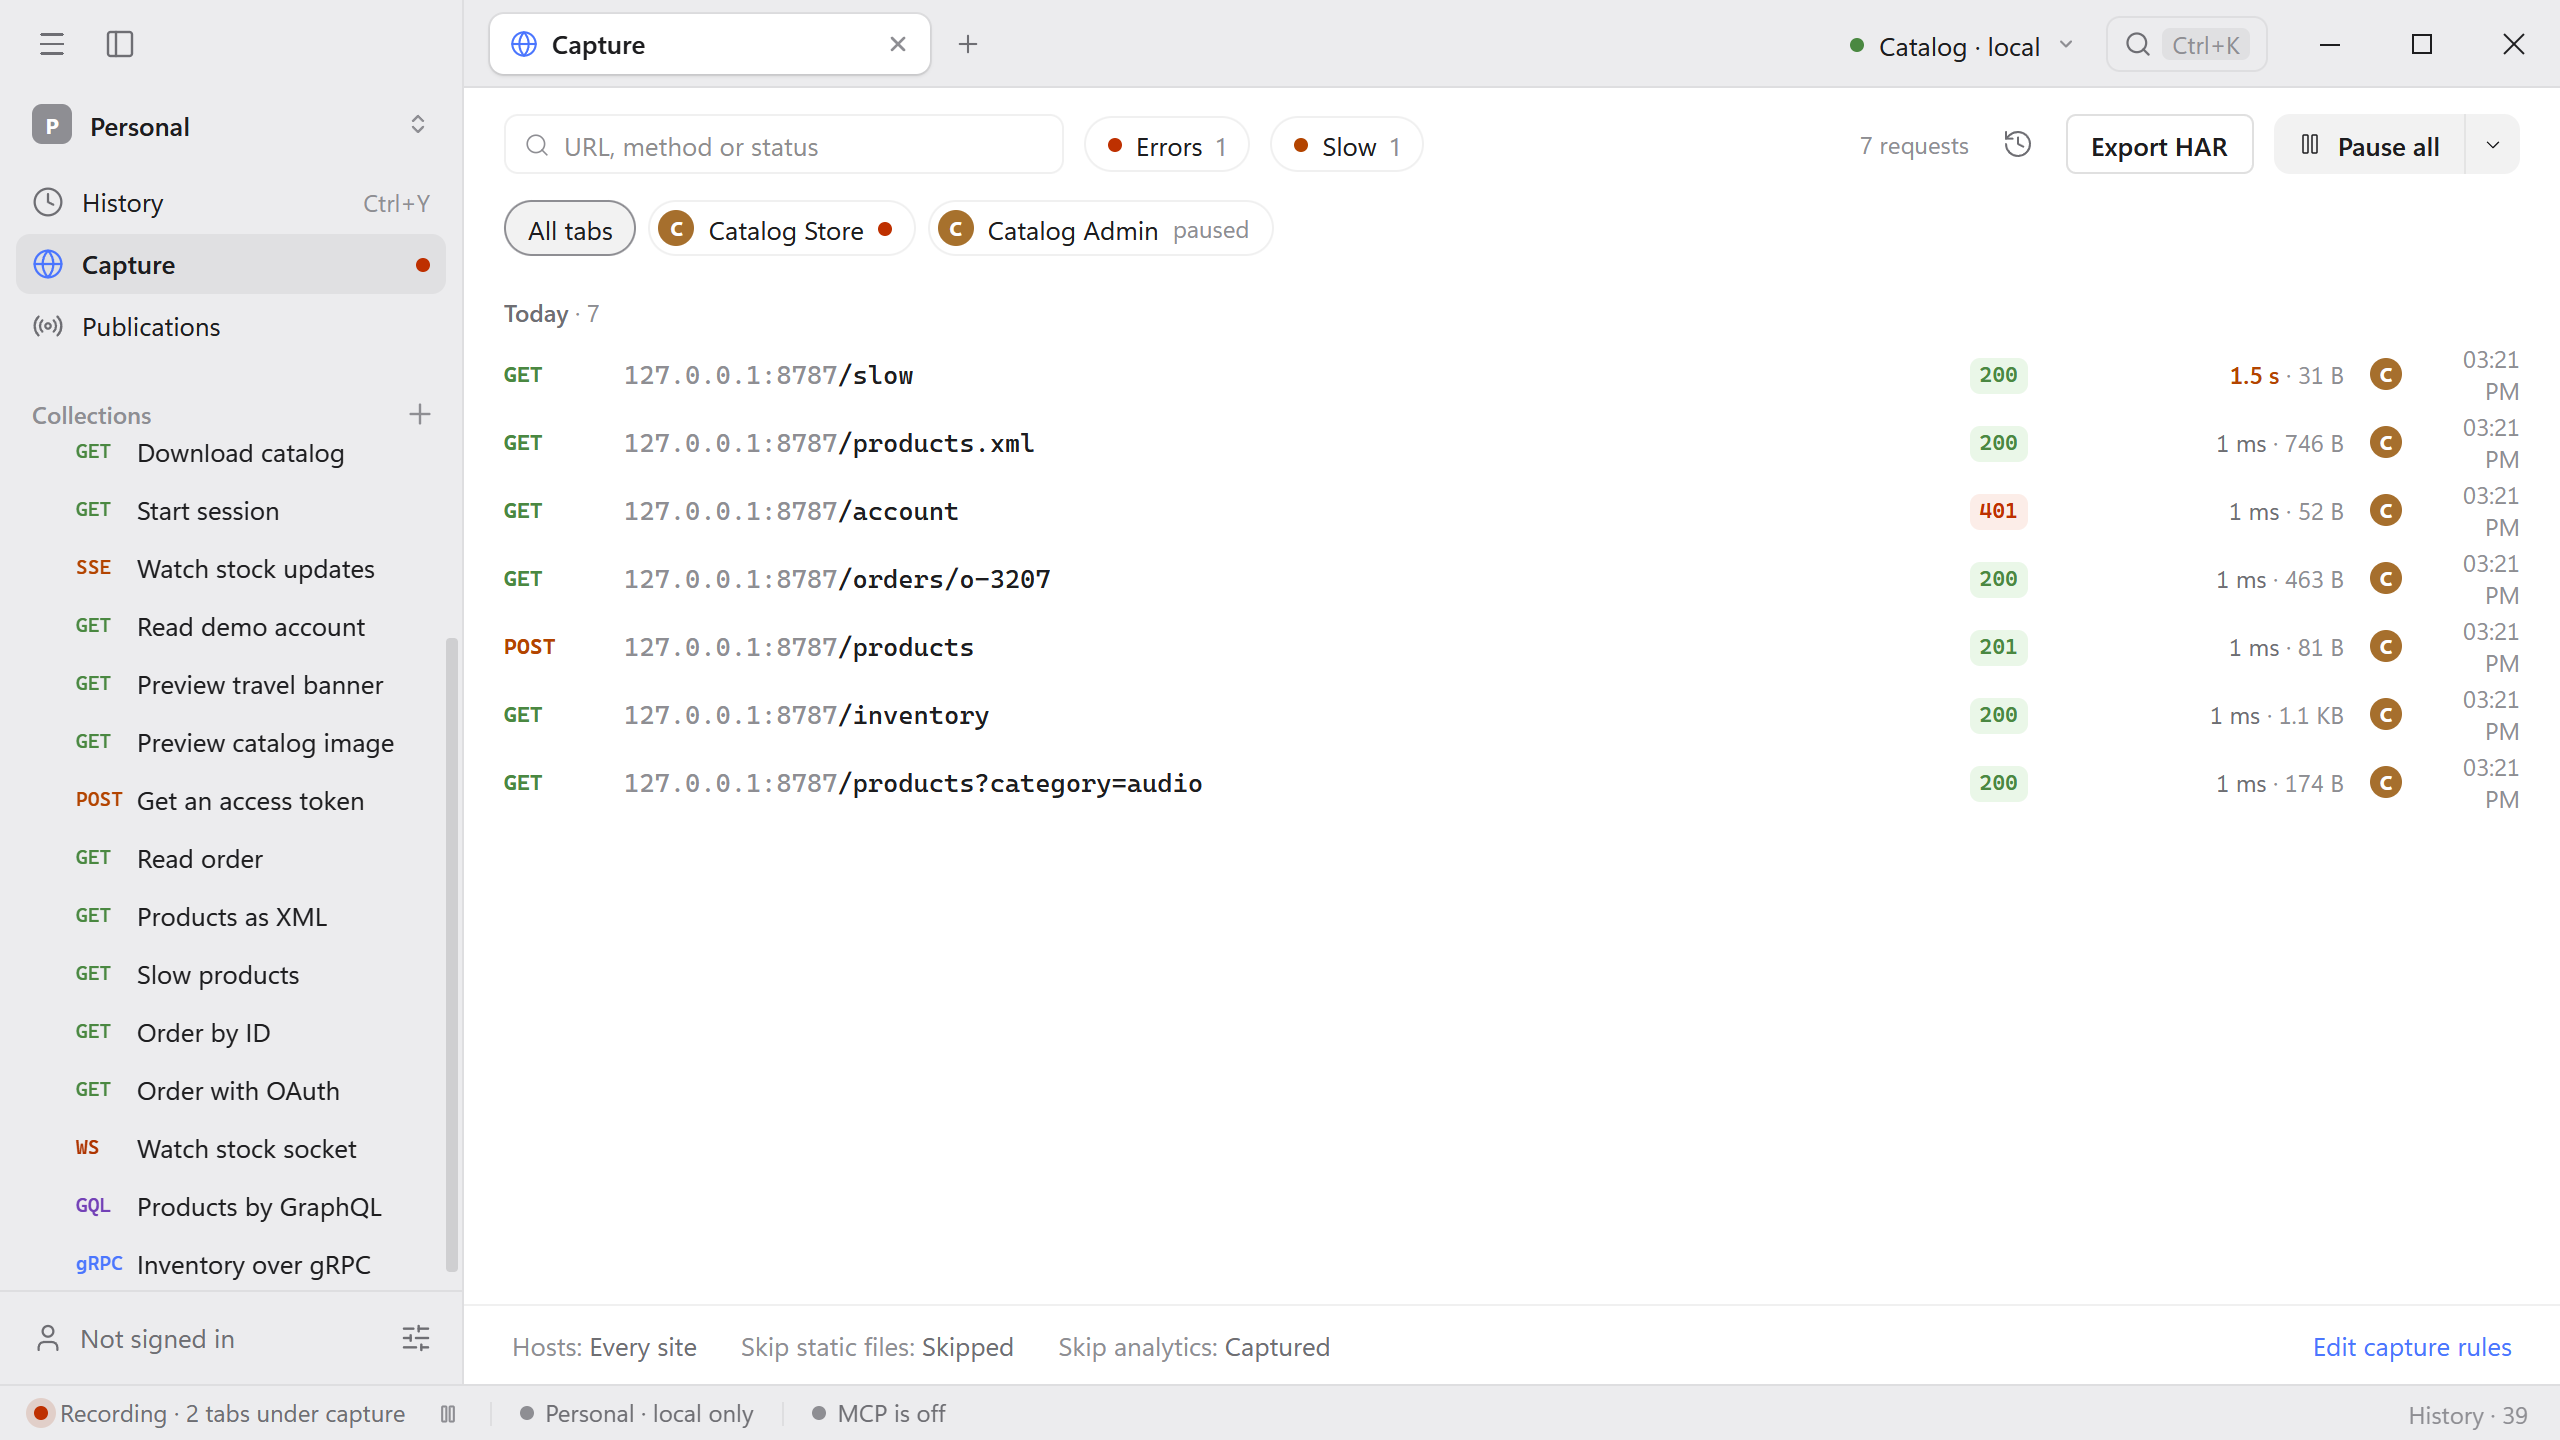 Capture
Catalog · local
Ctrl+K
P Personal
History Ctrl+Y
Capture
Publications
Collections
GET Download catalog
GET Start session
SSE Watch stock updates
GET Read demo account
GET Preview travel banner
GET Preview catalog image
POST Get an access token
GET Read order
GET Products as XML
GET Slow products
GET Order by ID
GET Order with OAuth
WS Watch stock socket
GQL Products by GraphQL
gRPC Inventory over gRPC
Not signed in
URL, method or status
Errors 1
Slow 1
7 requests
Export HAR
Pause all
All tabs
C Catalog Store
C Catalog Admin paused
Today · 7
GET 127.0.0.1:8787/slow 200 1.5 s · 31 B C 03:21 PM
GET 127.0.0.1:8787/products.xml 200 1 ms · 746 B C 03:21 PM
GET 127.0.0.1:8787/account 401 1 ms · 52 B C 03:21 PM
GET 127.0.0.1:8787/orders/o-3207 200 1 ms · 463 B C 03:21 PM
POST 127.0.0.1:8787/products 201 1 ms · 81 B C 03:21 PM
GET 127.0.0.1:8787/inventory 200 1 ms · 1.1 KB C 03:21 PM
GET 127.0.0.1:8787/products?category=audio 200 1 ms · 174 B C 03:21 PM
Hosts: Every site
Skip static files: Skipped
Skip analytics: Captured
Edit capture rules
Recording · 2 tabs under capture
Personal · local only
MCP is off
History · 39